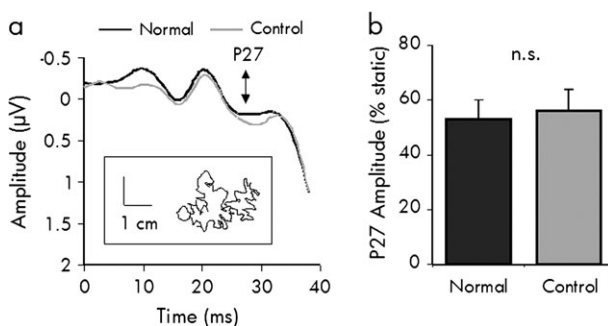 a
Normal
Control
P27
-0.5
0
0.5
1
1.5
2
Amplitude (µV)
1 cm
0
10
20
30
40
Time (ms)
b
n.s.
80
60
40
20
0
P27 Amplitude (% static)
Normal
Control